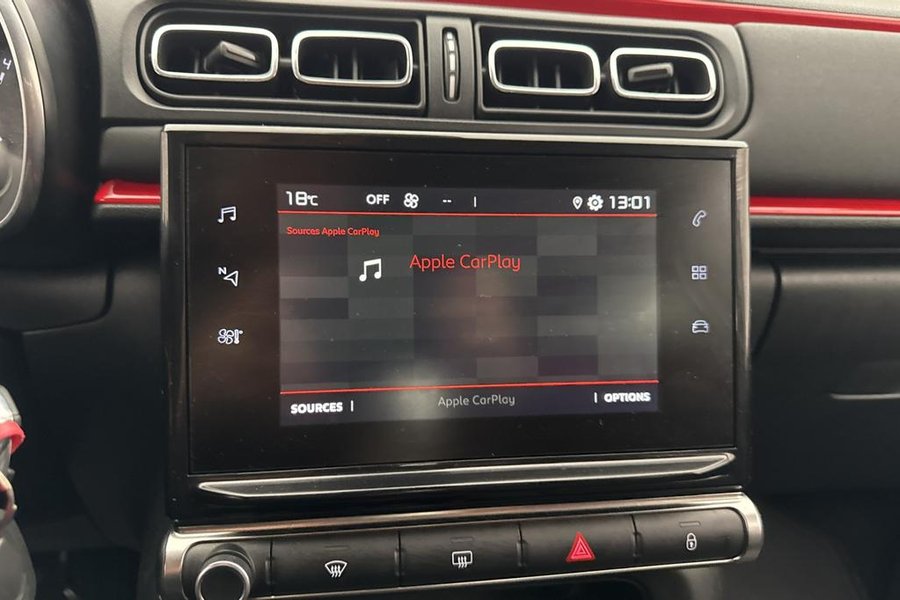 18°C OFF -- 13:01
Sources Apple CarPlay
Apple CarPlay
N
SOURCES Apple CarPlay OPTIONS